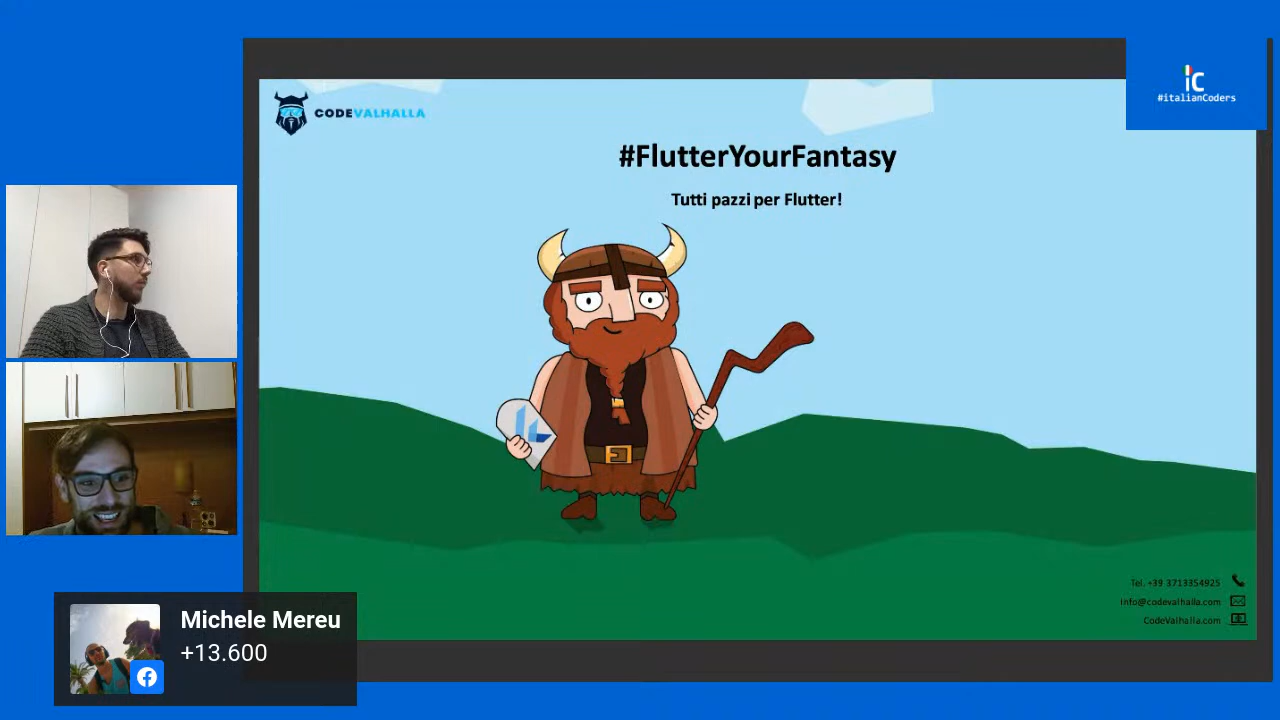 CODEVALHALLA
iC
#italianCoders
#FlutterYourFantasy
Tutti pazzi per Flutter!
Tel. +39 3713354925
info@codevalhalla.com
CodeValhalla.com
Michele Mereu
+13.600